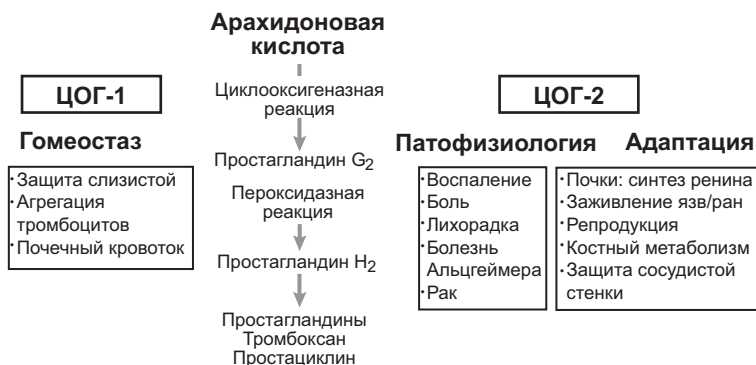 Арахидоновая
кислота
Циклооксигеназная
реакция
Простагландин G2
Пероксидазная
реакция
Простагландин H2
Простагландины
Тромбоксан
Простациклин
ЦОГ-1
Гомеостаз
·Защита слизистой
·Агрегация
тромбоцитов
·Почечный кровоток
ЦОГ-2
Патофизиология
·Воспаление
·Боль
·Лихорадка
·Болезнь
Альцгеймера
·Рак
Адаптация
·Почки: синтез ренина
·Заживление язв/ран
·Репродукция
·Костный метаболизм
·Защита сосудистой
стенки